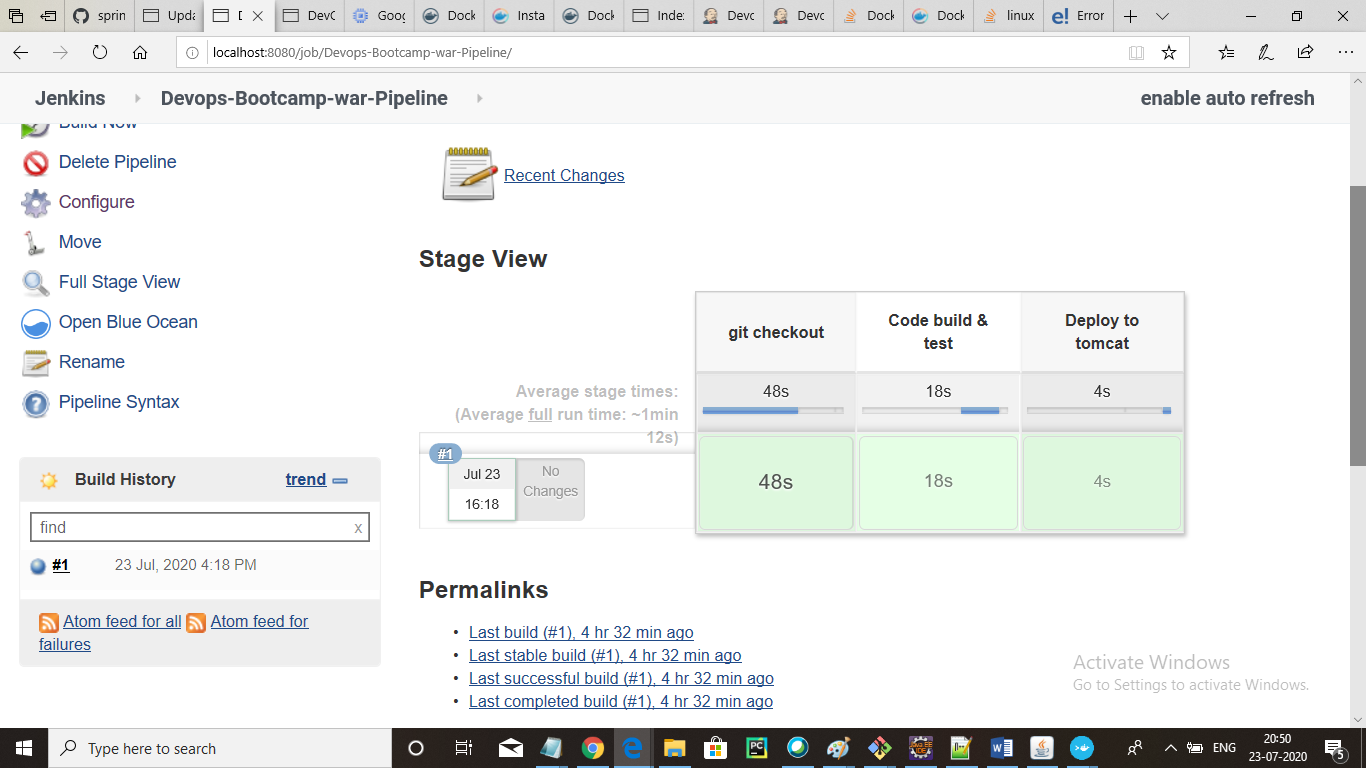 sprin
Upda
D
DevC
Goog
Dock
Insta
Dock
Inde:
Devc
Devc
Dock
Dock
linux
Error
localhost:8080/job/Devops-Bootcamp-war-Pipeline/
Jenkins
Devops-Bootcamp-war-Pipeline
enable auto refresh
Build Now
Delete Pipeline
Configure
Move
Full Stage View
Open Blue Ocean
Rename
Pipeline Syntax
Build History
trend
find
x
#1
23 Jul, 2020 4:18 PM
Atom feed for all
Atom feed for
failures
Recent Changes
Stage View
git checkout
Code build &
test
Deploy to
tomcat
Average stage times:
(Average full run time: ~1min
12s)
48s
18s
4s
#1
Jul 23
16:18
No
Changes
48s
18s
4s
Permalinks
Last build (#1), 4 hr 32 min ago
Last stable build (#1), 4 hr 32 min ago
Last successful build (#1), 4 hr 32 min ago
Last completed build (#1), 4 hr 32 min ago
Activate Windows
Go to Settings to activate Windows.
Type here to search
ENG
20:50
23-07-2020
5